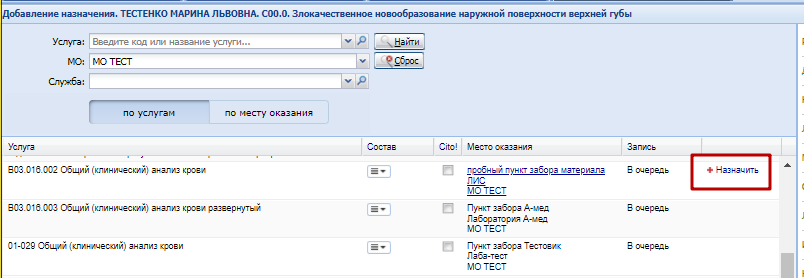 Добавление назначения. ТЕСТЕНКО МАРИНА ЛЬВОВНА. C00.0. Злокачественное новообразование наружной поверхности верхней губы
Услуга: Введите код или название услуги... Найти
МО: МО ТЕСТ Сброс
Служба:
по услугам по месту оказания
Услуга Состав Cito! Место оказания Запись
B03.016.002 Общий (клинический) анализ крови пробный пункт забора материала В очередь + Назначить
ЛИС
МО ТЕСТ
B03.016.003 Общий (клинический) анализ крови развернутый Пункт забора А-мед В очередь
Лаборатория А-мед
МО ТЕСТ
01-029 Общий (клинический) анализ крови Пункт забора Тестовик В очередь
Лаба-тест
МО ТЕСТ